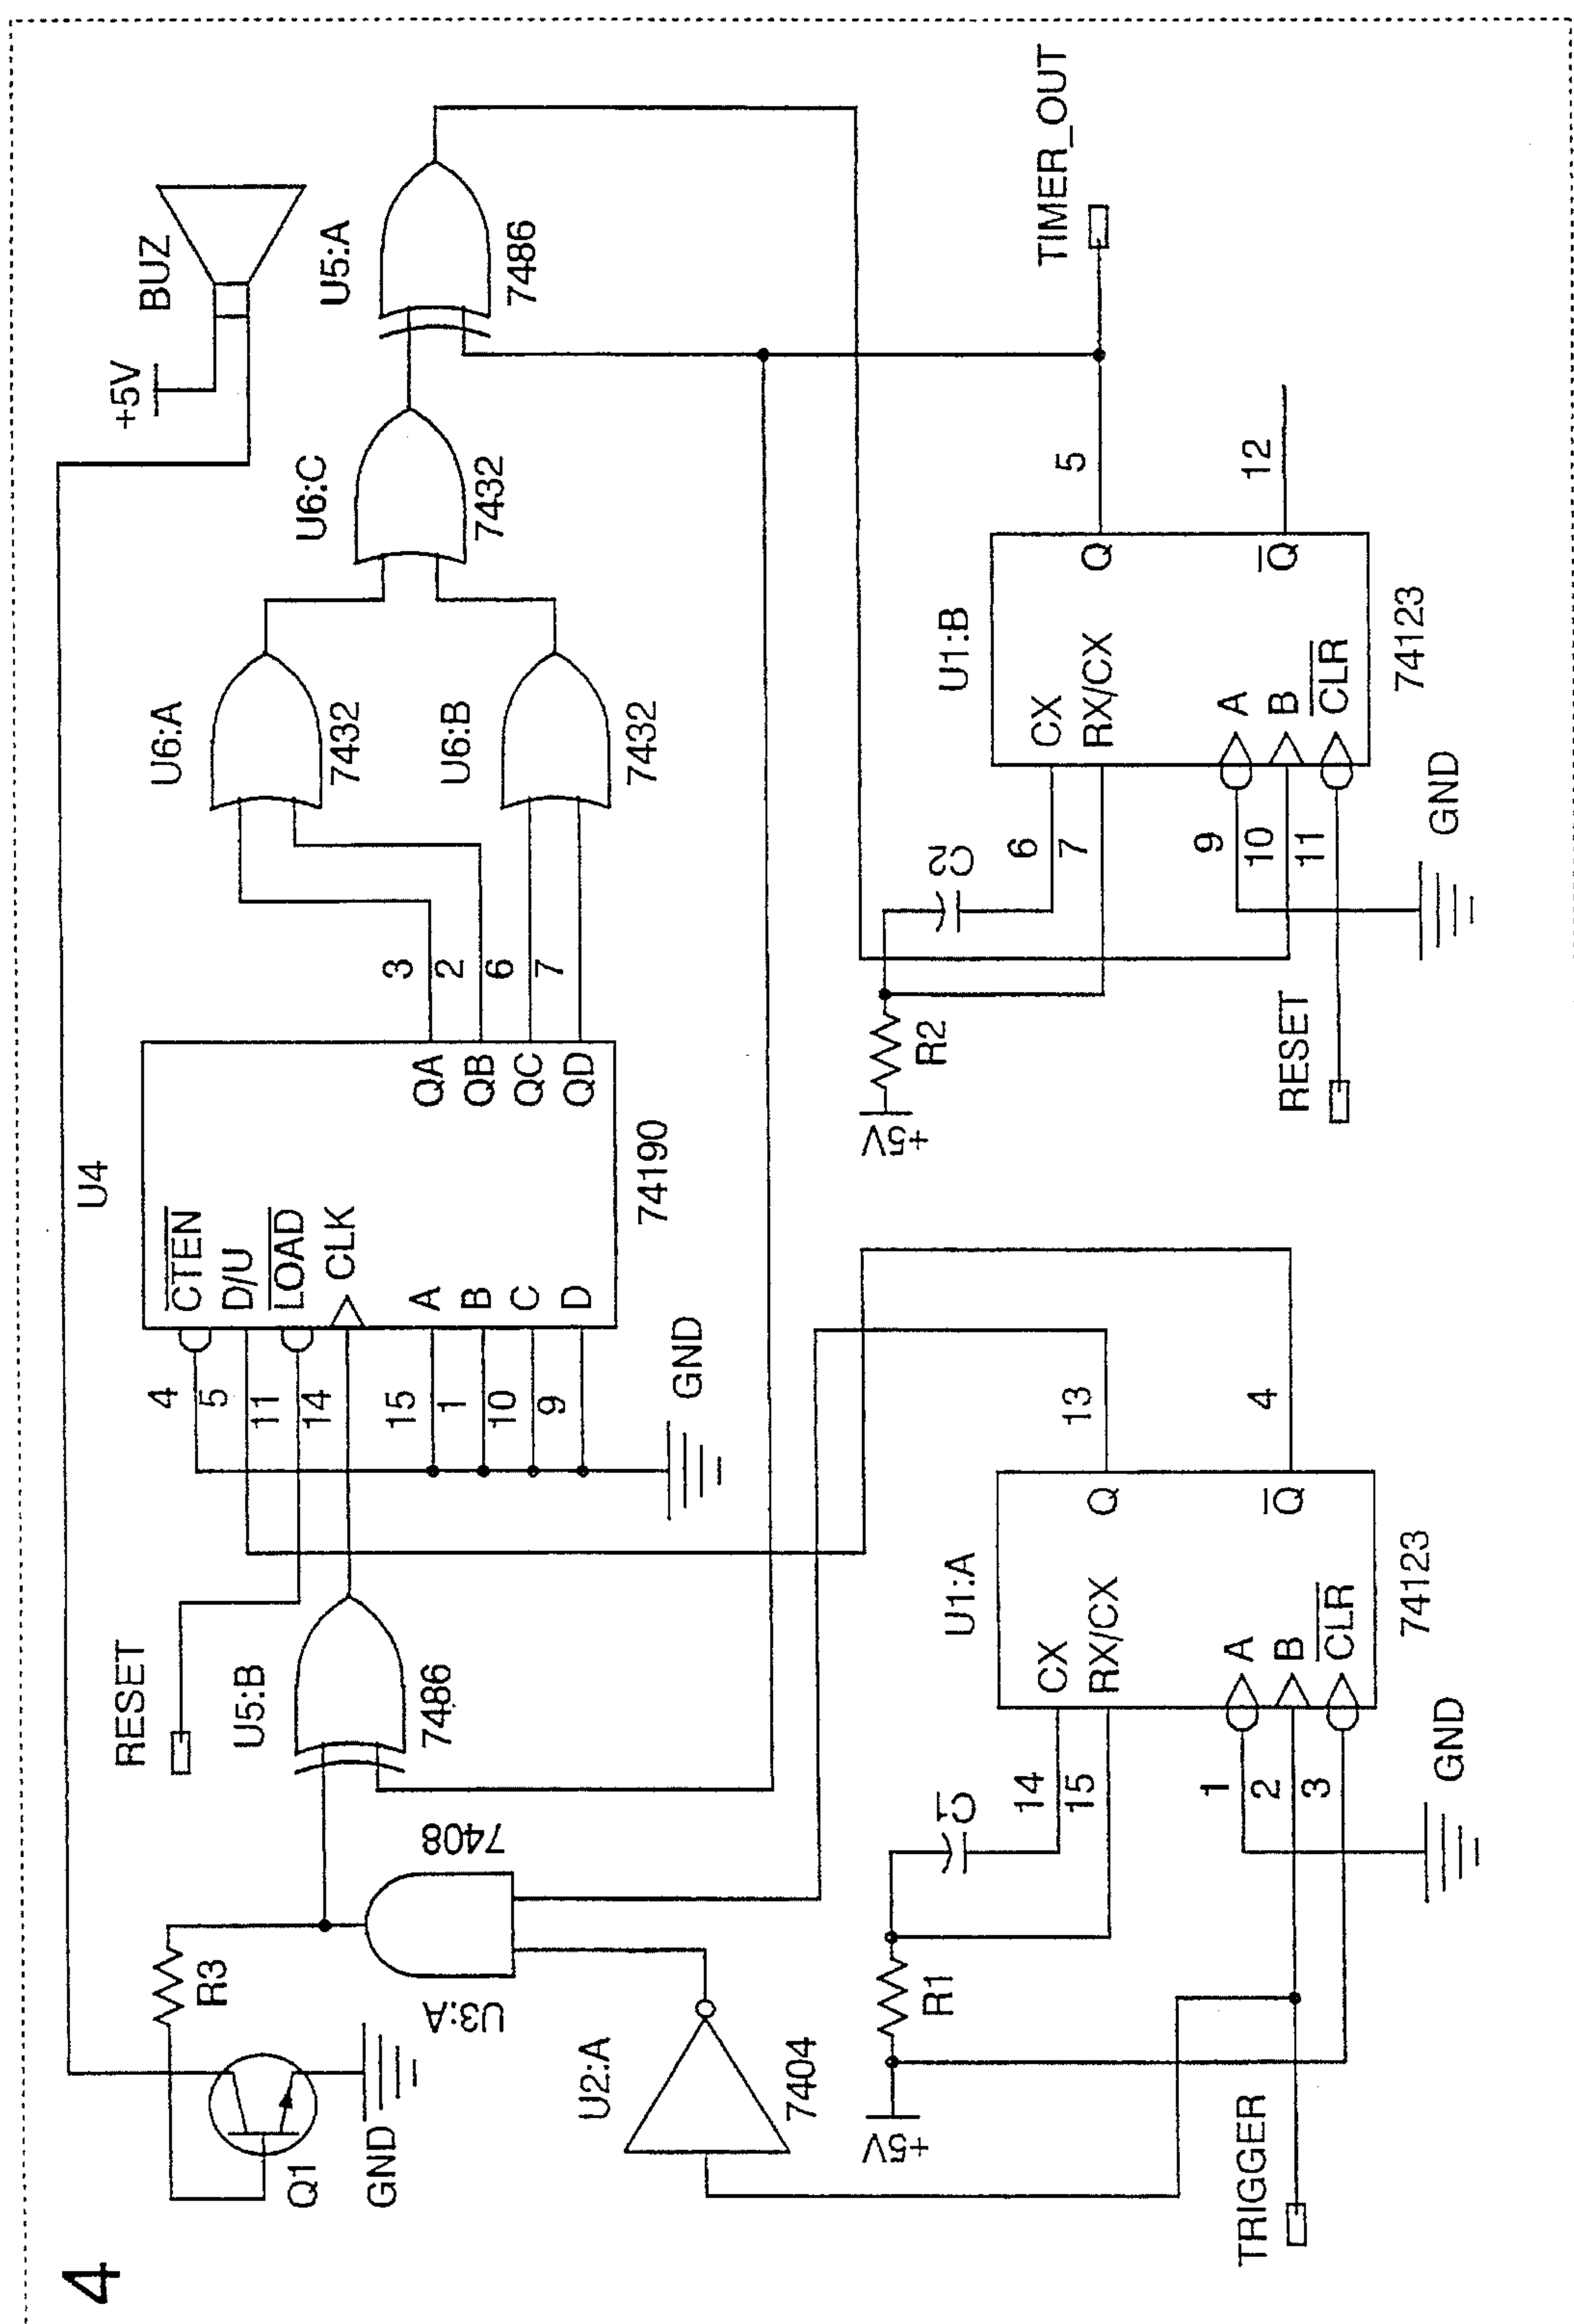 4
+5V
BUZ
U5:A
7486
U6:C
7432
U6:A
7432
U6:B
7432
3
2
6
7
U4
CTEN
D/U
LOAD
CLK
A
B
C
D
QA
QB
QC
QD
74190
4
5
11
14
15
1
10
9
GND
RESET
U5:B
7486
R3
Q1
GND
U3:A
7408
U2:A
7404
TIMER_OUT
+5V
R1
C1
14
15
1
2
3
U1:A
CX
RX/CX
A
B
CLR
Q
Q
74123
13
4
GND
TRIGGER
+5V
R2
C2
6
7
9
10
11
U1:B
CX
RX/CX
A
B
CLR
Q
Q
74123
5
12
GND
RESET